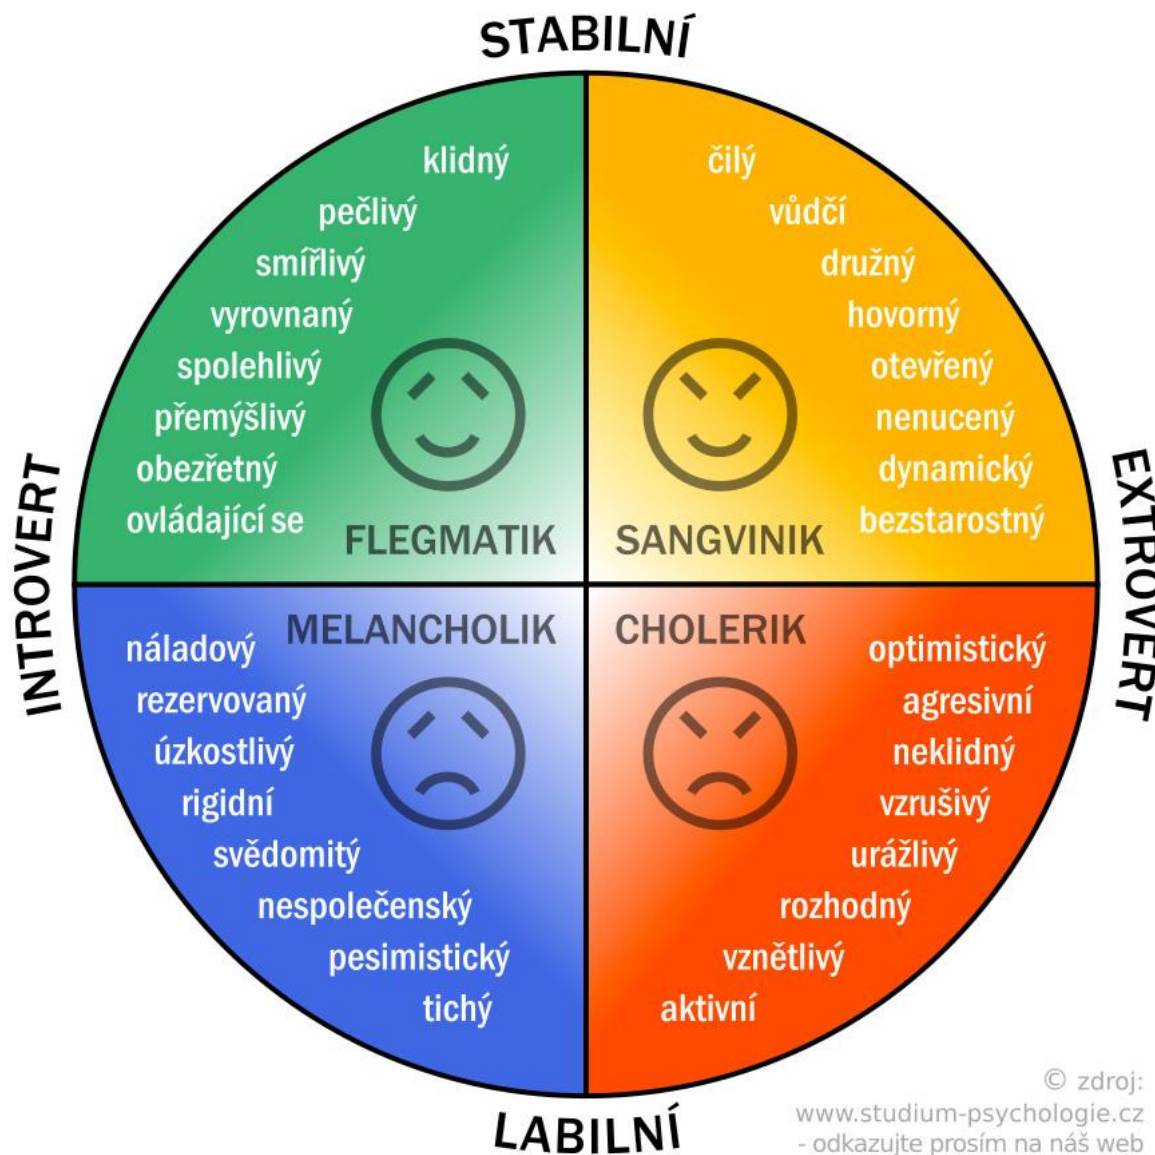 STABILNÍ
klidný
pečlivý
smířlivý
vyrovnaný
spolehlivý
přemýšlivý
obezřetný
ovládající se
FLEGMATIK
čilý
vůdčí
družný
hovorný
otevřený
nenucený
dynamický
bezstarostný
SANGVINIK
INTROVERT
EXTROVERT
MELANCHOLIK
náladový
rezervovaný
úzkostlivý
rigidní
svědomitý
nespolečenský
pesimistický
tichý
CHOLERIK
optimistický
agresivní
neklidný
vzrušivý
urážlivý
rozhodný
vznětlivý
aktivní
LABILNÍ
© zdroj:
www.studium-psychologie.cz
- odkazujte prosím na náš web